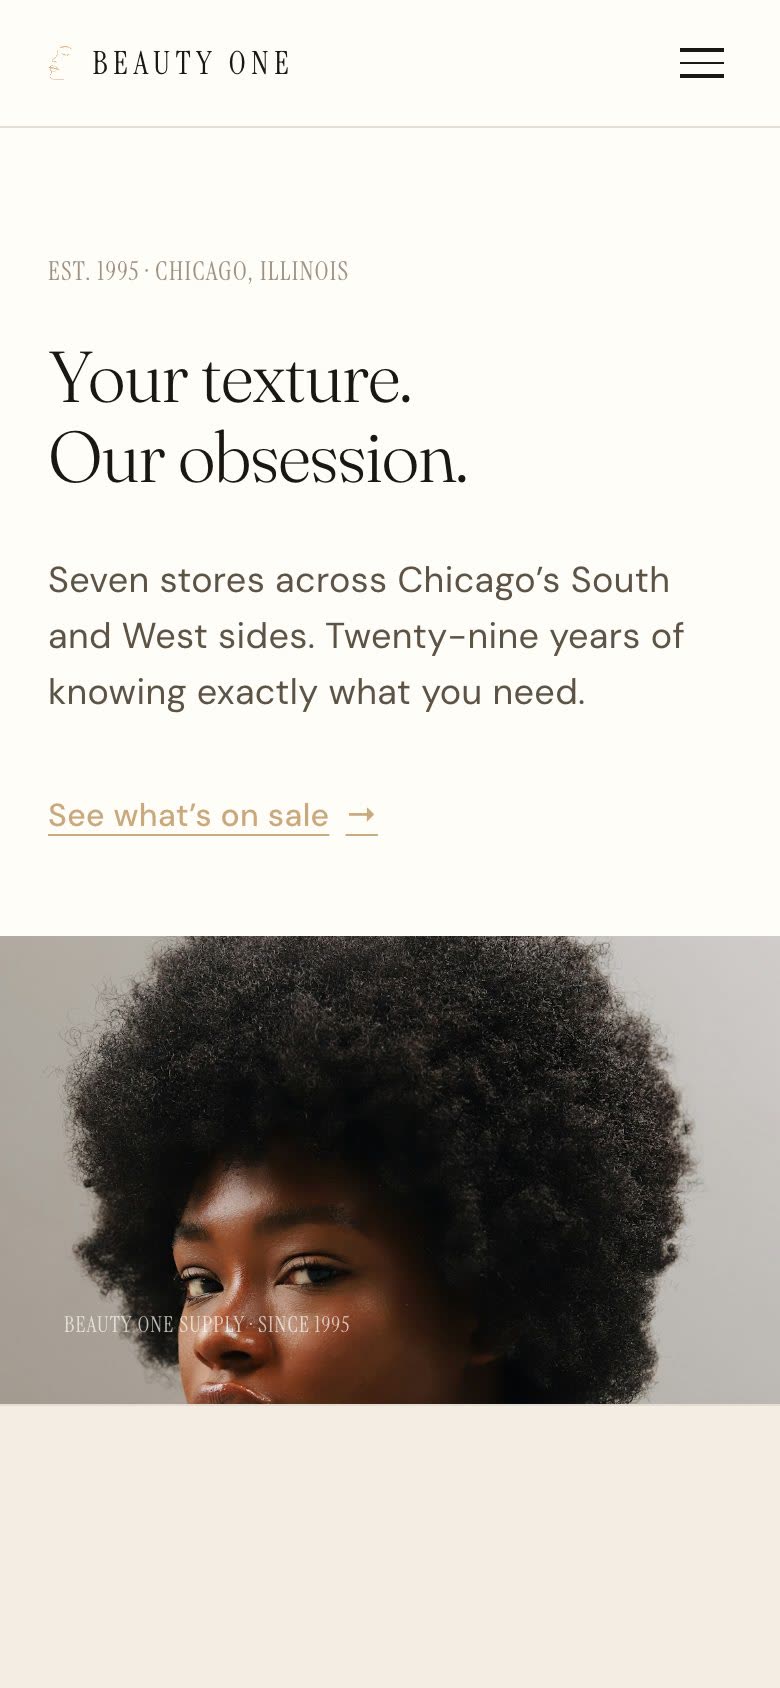 BEAUTY ONE
EST. 1995 · CHICAGO, ILLINOIS
Your texture.
Our obsession.
Seven stores across Chicago’s South
and West sides. Twenty-nine years of
knowing exactly what you need.
See what’s on sale →
BEAUTY ONE SUPPLY · SINCE 1995